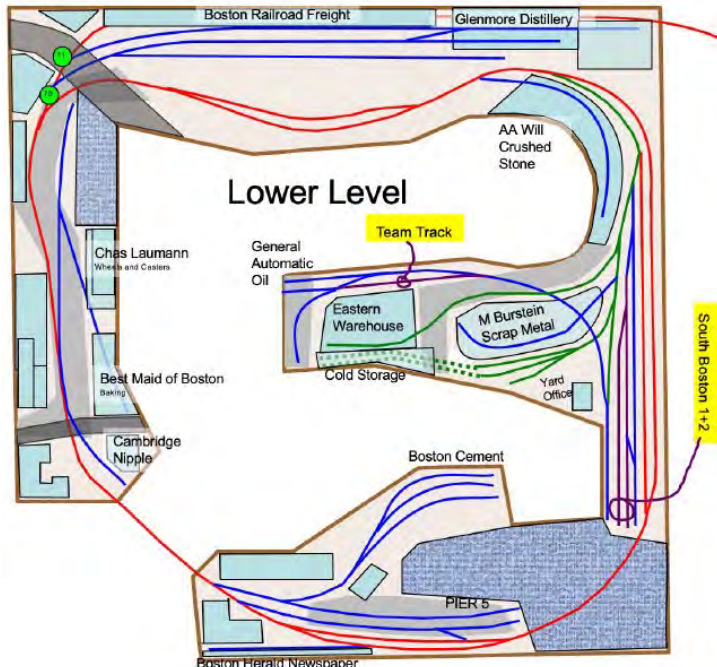 Boston Railroad Freight
Glenmore Distillery
11
AA Will
Crushed
Stone
Lower Level
Team Track
General
Automatic
Oil
Chas Laumann
Wheels and Casters
Eastern
Warehouse
M Burstein
Scrap Metal
South Boston 1+2
Cold Storage
Yard
Office
Best Maid of Boston
Baking
Cambridge
Nipple
Boston Cement
PIER 5
Boston Herald Newspaper